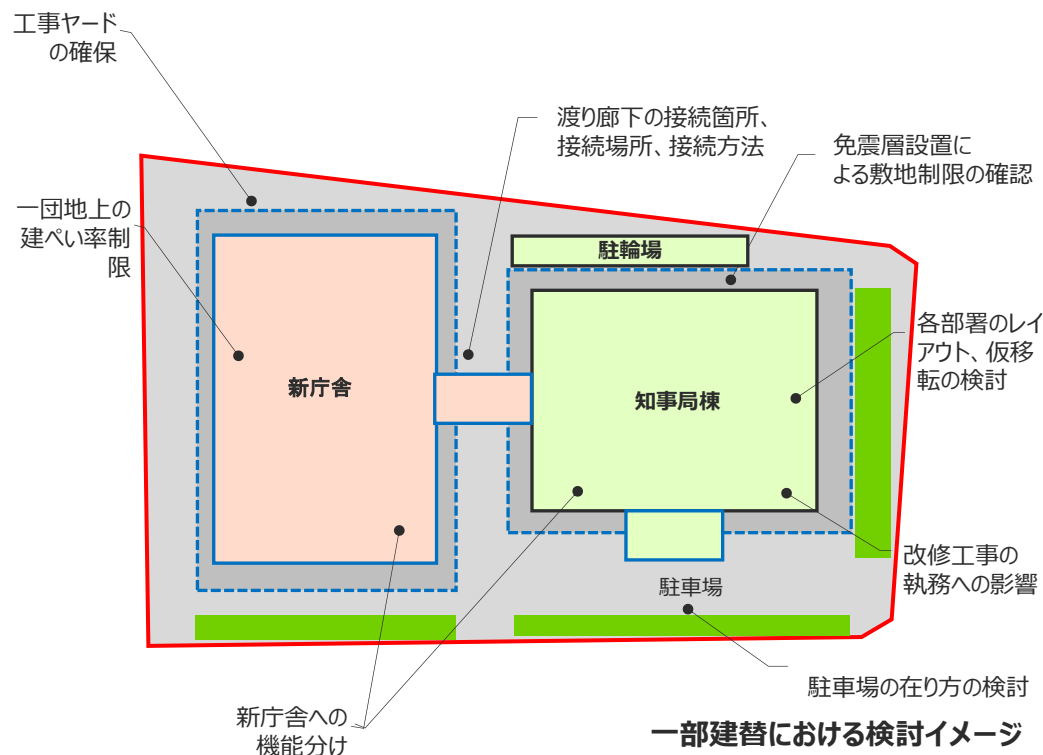 工事ヤード
の確保
渡り廊下の接続箇所、
接続場所、接続方法
免震層設置に
よる敷地制限の確認
一団地上の
建ぺい率制
限
駐輪場
各部署のレイ
アウト、仮移
転の検討
新庁舎
知事局棟
改修工事の
執務への影響
駐車場
駐車場の在り方の検討
新庁舎への
機能分け
一部建替における検討イメージ